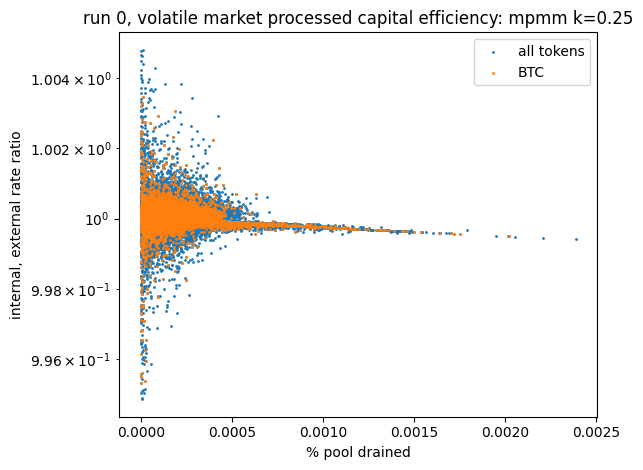 run 0, volatile market processed capital efficiency: mpmm k=0.25
all tokens
BTC
internal, external rate ratio
1.004 × 10⁰
1.002 × 10⁰
10⁰
9.98 × 10⁻¹
9.96 × 10⁻¹
0.0000 0.0005 0.0010 0.0015 0.0020 0.0025
% pool drained